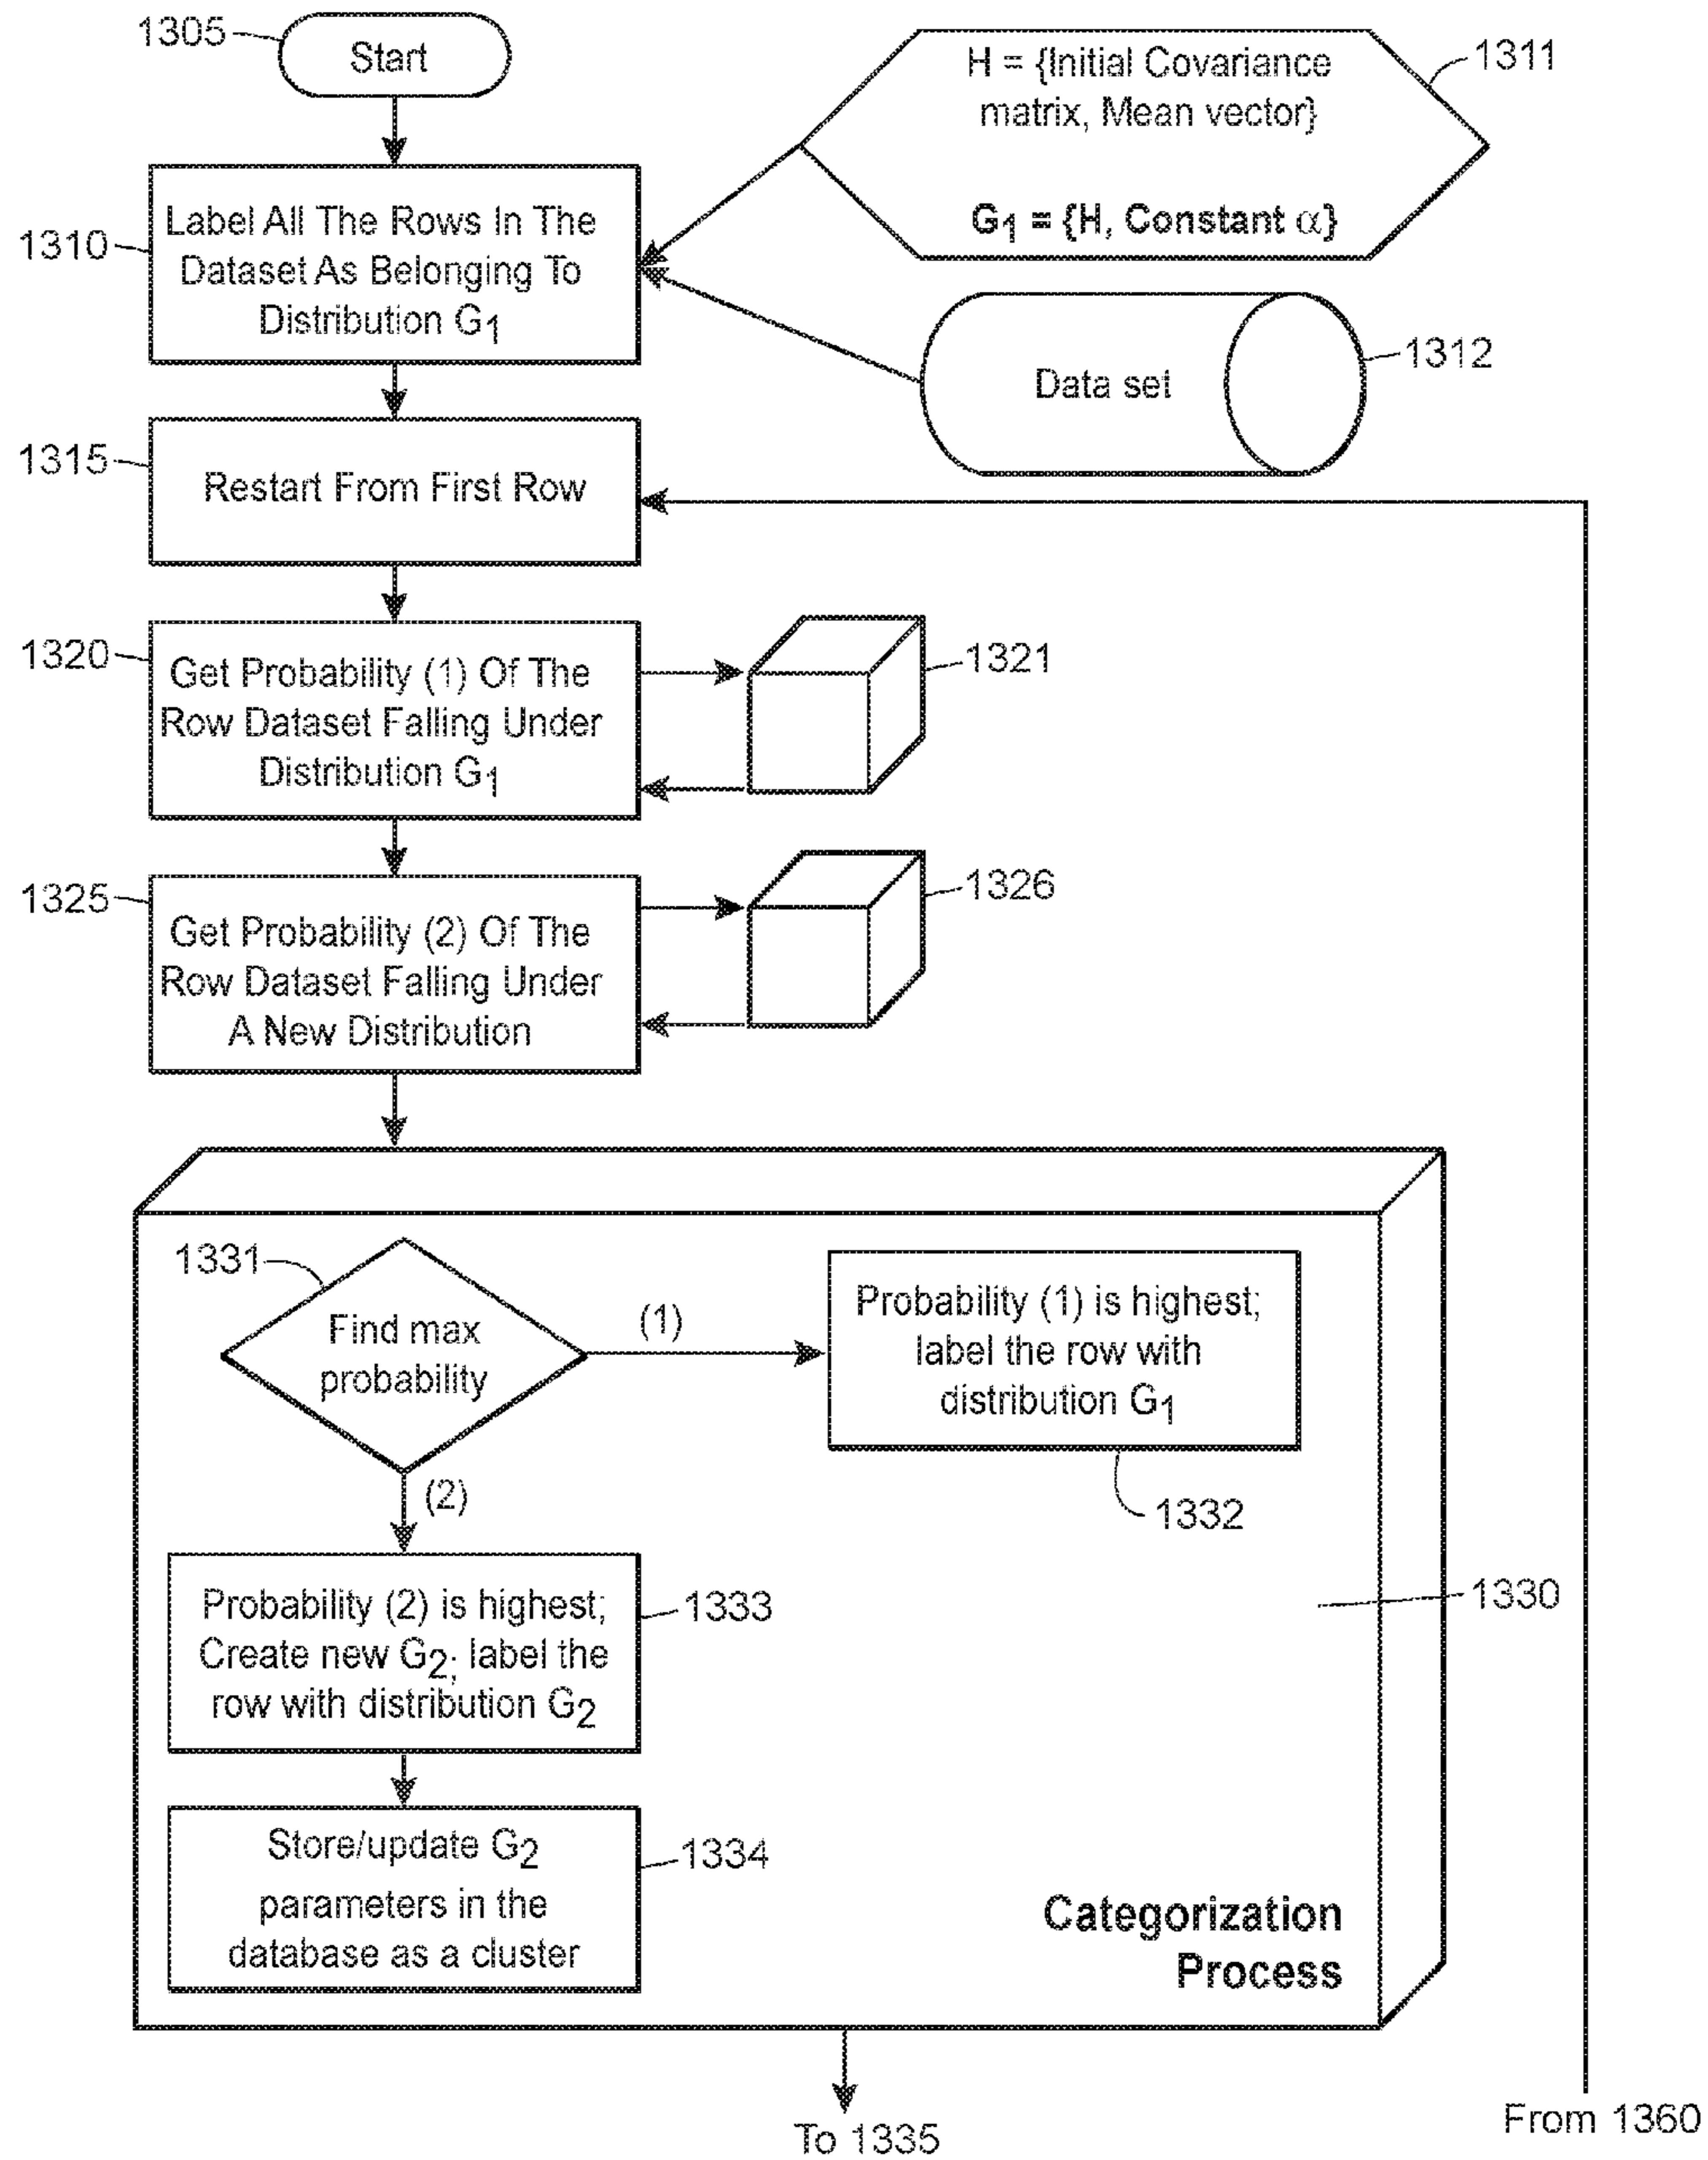 1305
Start
H = {Initial Covariance
matrix, Mean vector}
G₁ = {H, Constant α}
1311
1310
Label All The Rows In The
Dataset As Belonging To
Distribution G₁
Data set
1312
1315
Restart From First Row
1320
Get Probability (1) Of The
Row Dataset Falling Under
Distribution G₁
1321
1325
Get Probability (2) Of The
Row Dataset Falling Under
A New Distribution
1326
1331
Find max
probability
(1)
Probability (1) is highest;
label the row with
distribution G₁
1332
(2)
Probability (2) is highest;
Create new G₂; label the
row with distribution G₂
1333
1330
Store/update G₂
parameters in the
database as a cluster
1334
Categorization
Process
To 1335
From 1360